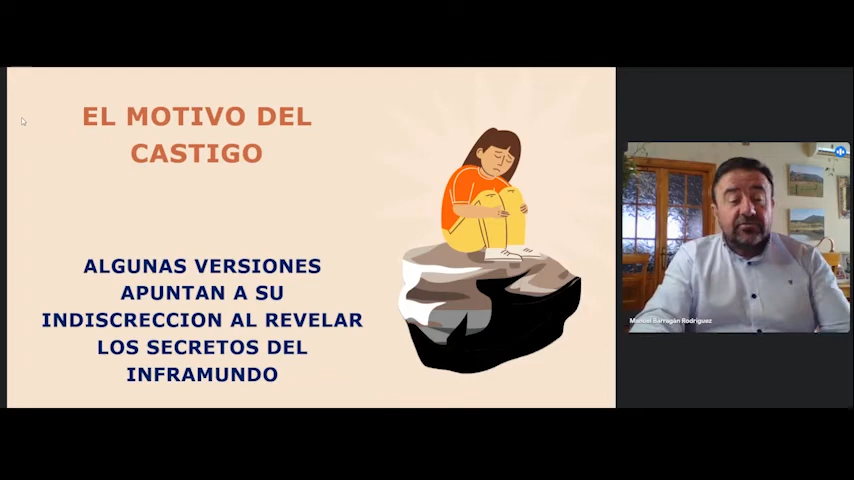 EL MOTIVO DEL
CASTIGO
ALGUNAS VERSIONES
APUNTAN A SU
INDISCRECCION AL REVELAR
LOS SECRETOS DEL
INFRAMUNDO
Manuel Barragán Rodríguez